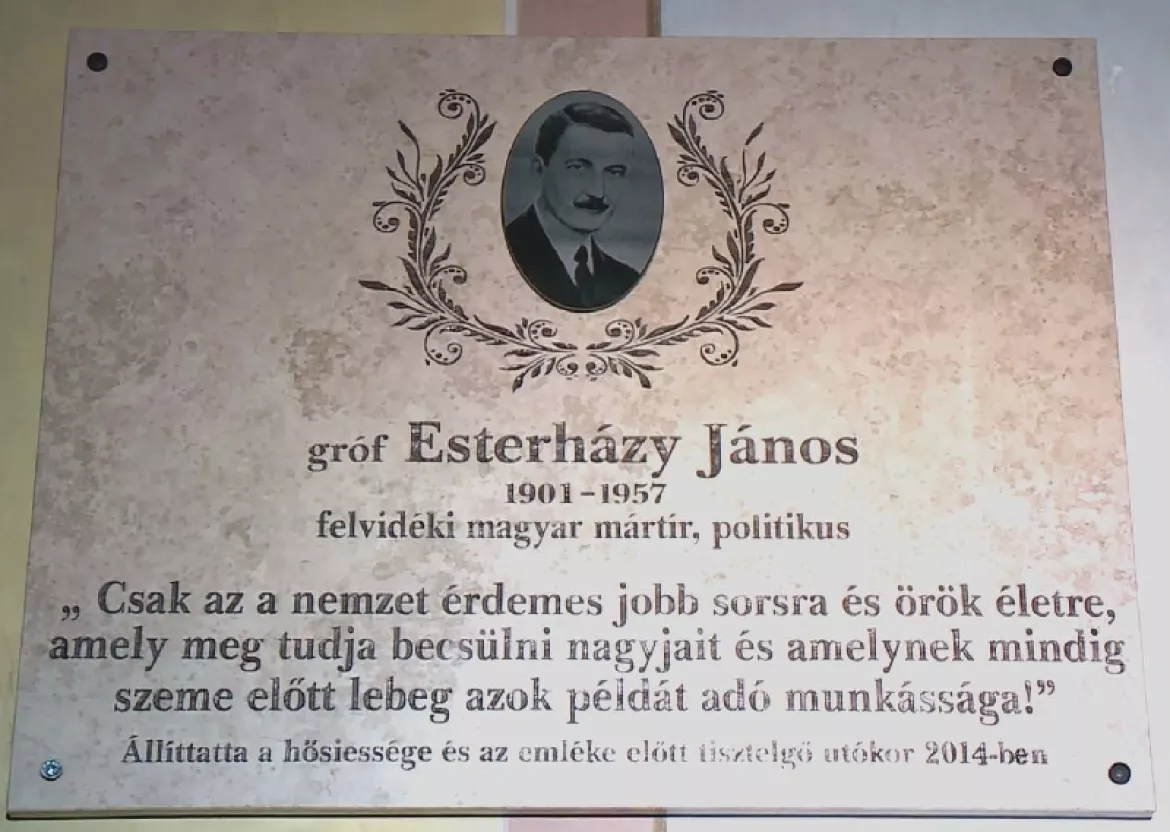 gróf Esterházy János
1901-1957
felvidéki magyar mártír, politikus
„ Csak az a nemzet érdemes jobb sorsra és örök életre,
amely meg tudja becsülni nagyjait és amelynek mindig
szeme előtt lebeg azok példát adó munkássága!”
Állíttatta a hősiessége és az emléke előtt tisztelgő utókor 2014-ben